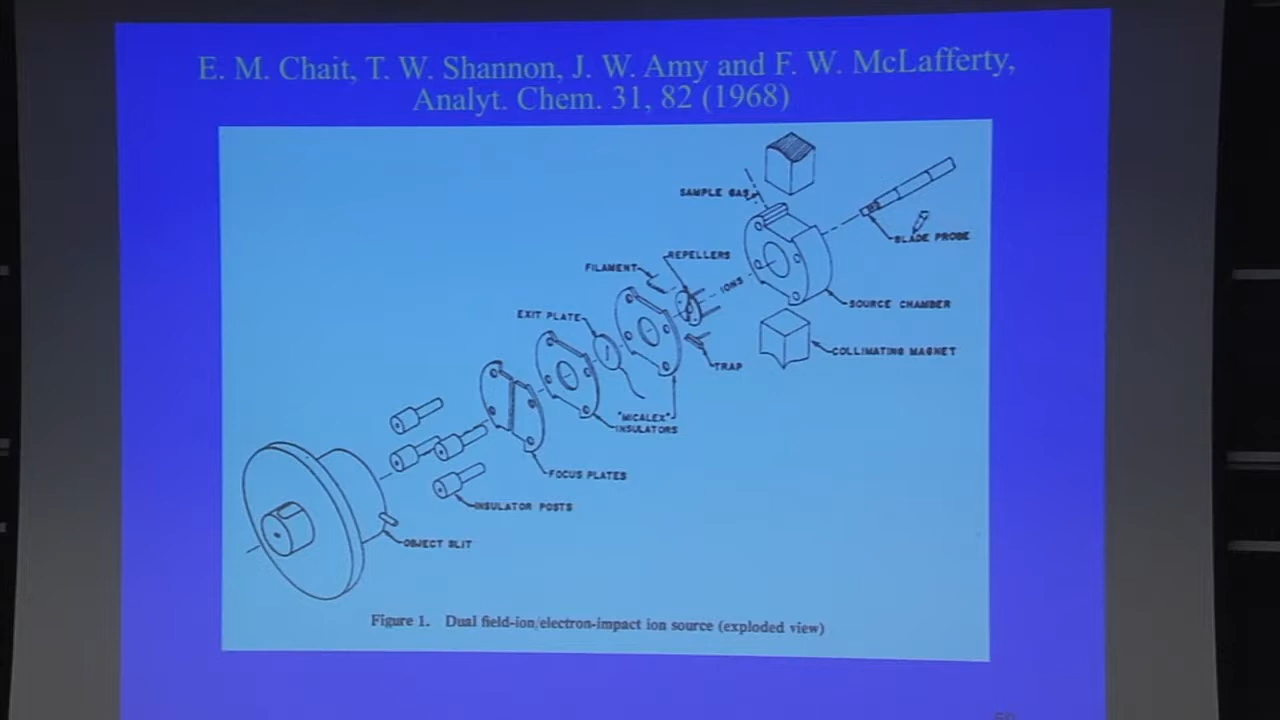 E. M. Chait, T. W. Shannon, J. W. Amy and F. W. McLafferty,
Analyt. Chem. 31, 82 (1968)
SAMPLE GAS
BLADE PROBE
REPELLERS
FILAMENT
IONS
SOURCE CHAMBER
EXIT PLATE
COLLIMATING MAGNET
TRAP
"MICALEX"
INSULATORS
FOCUS PLATES
INSULATOR POSTS
OBJECT SLIT
Figure 1. Dual field-ion/electron-impact ion source (exploded view)